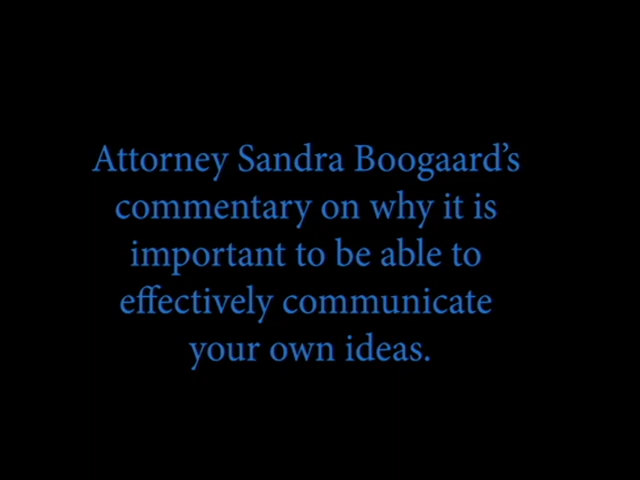 Attorney Sandra Boogaard’s
commentary on why it is
important to be able to
effectively communicate
your own ideas.